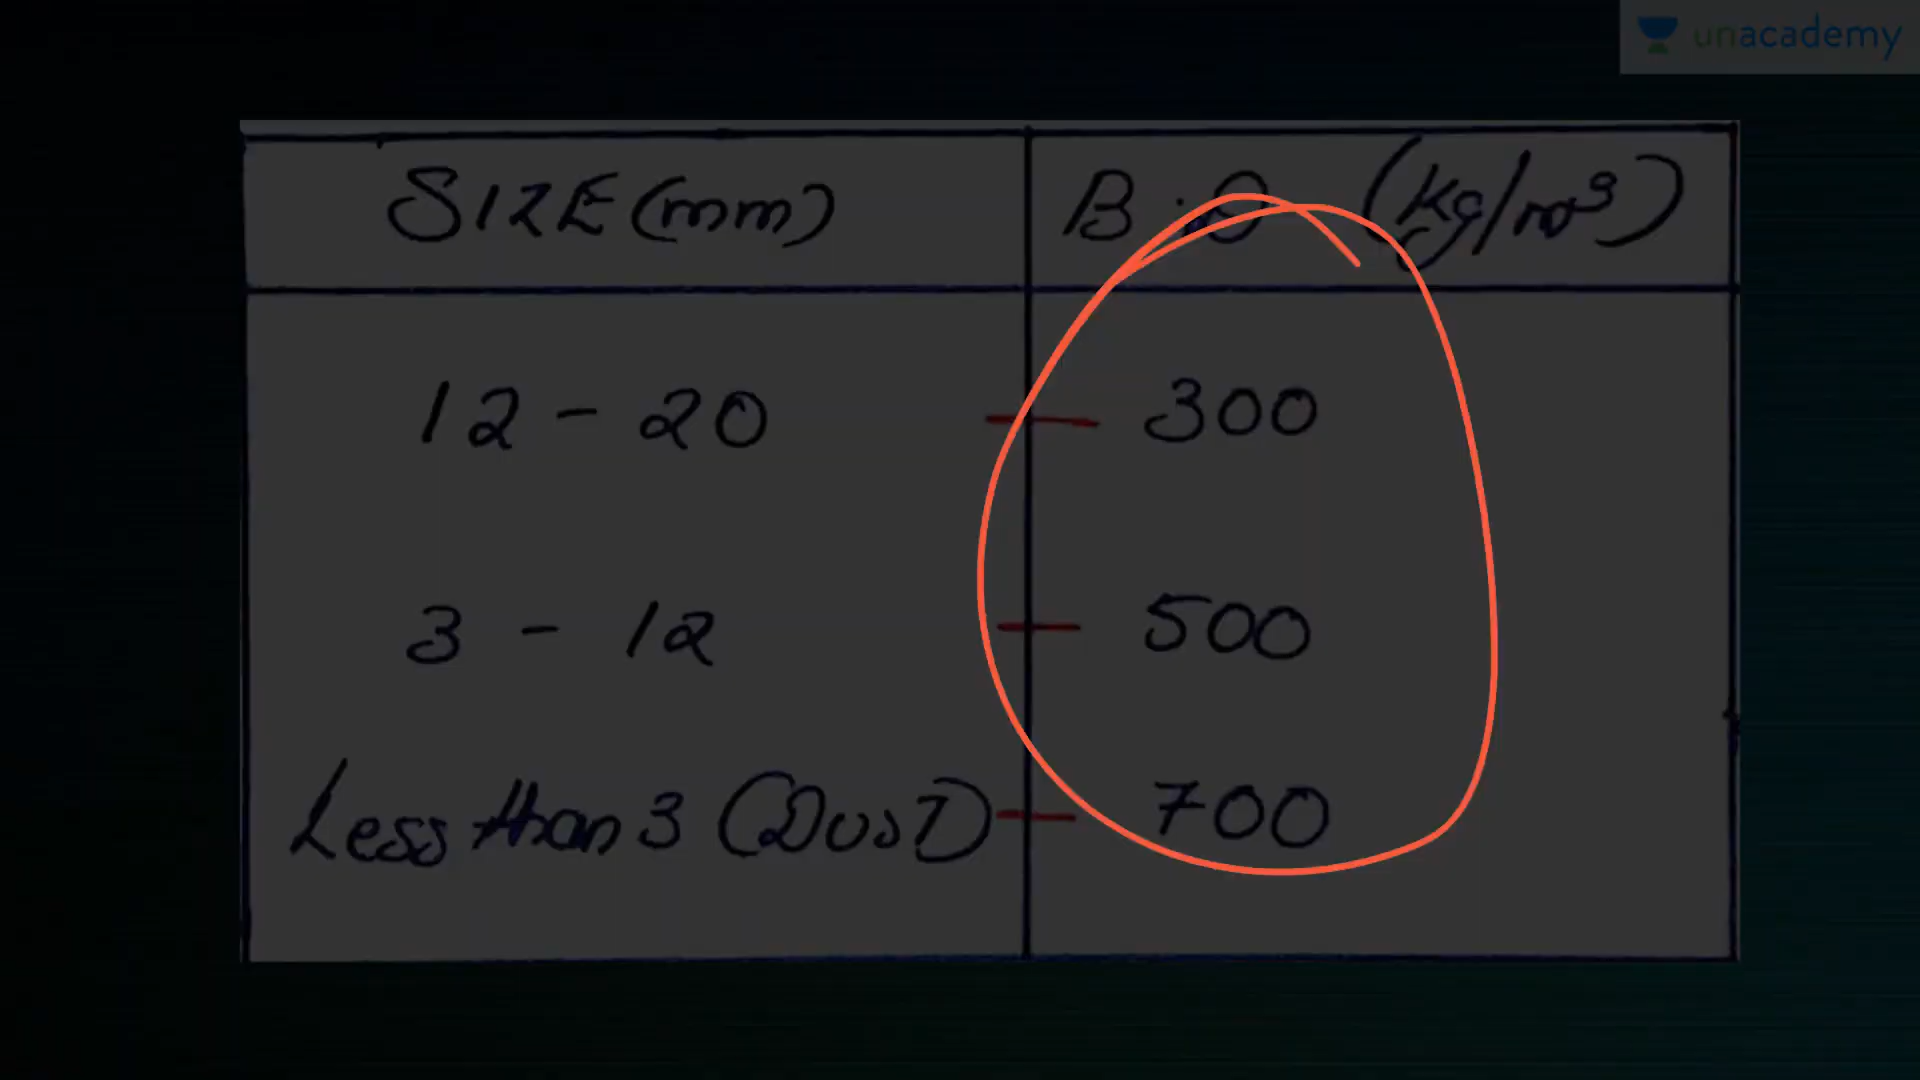 unacademy
SIZE (mm) B.D (kg/m³)
12 - 20 300
3 - 12 500
Less than 3 (DUST) 700